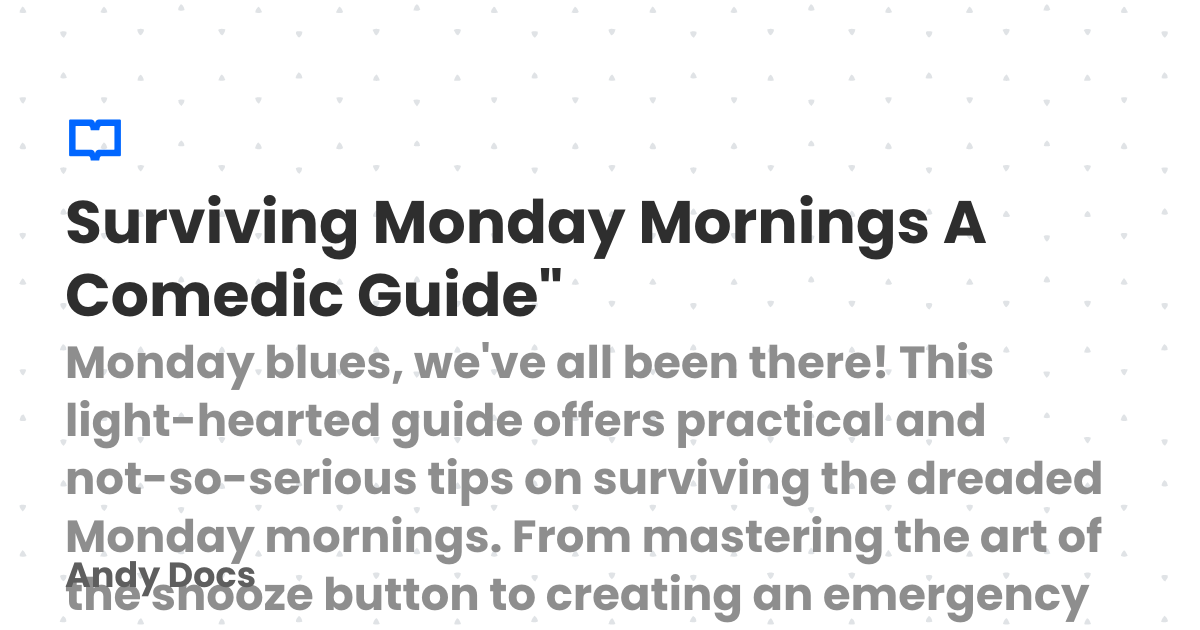 Surviving Monday Mornings A
Comedic Guide"
Monday blues, we've all been there! This
light-hearted guide offers practical and
not-so-serious tips on surviving the dreaded
Monday mornings. From mastering the art of
Andy Docs
the snooze button to creating an emergency